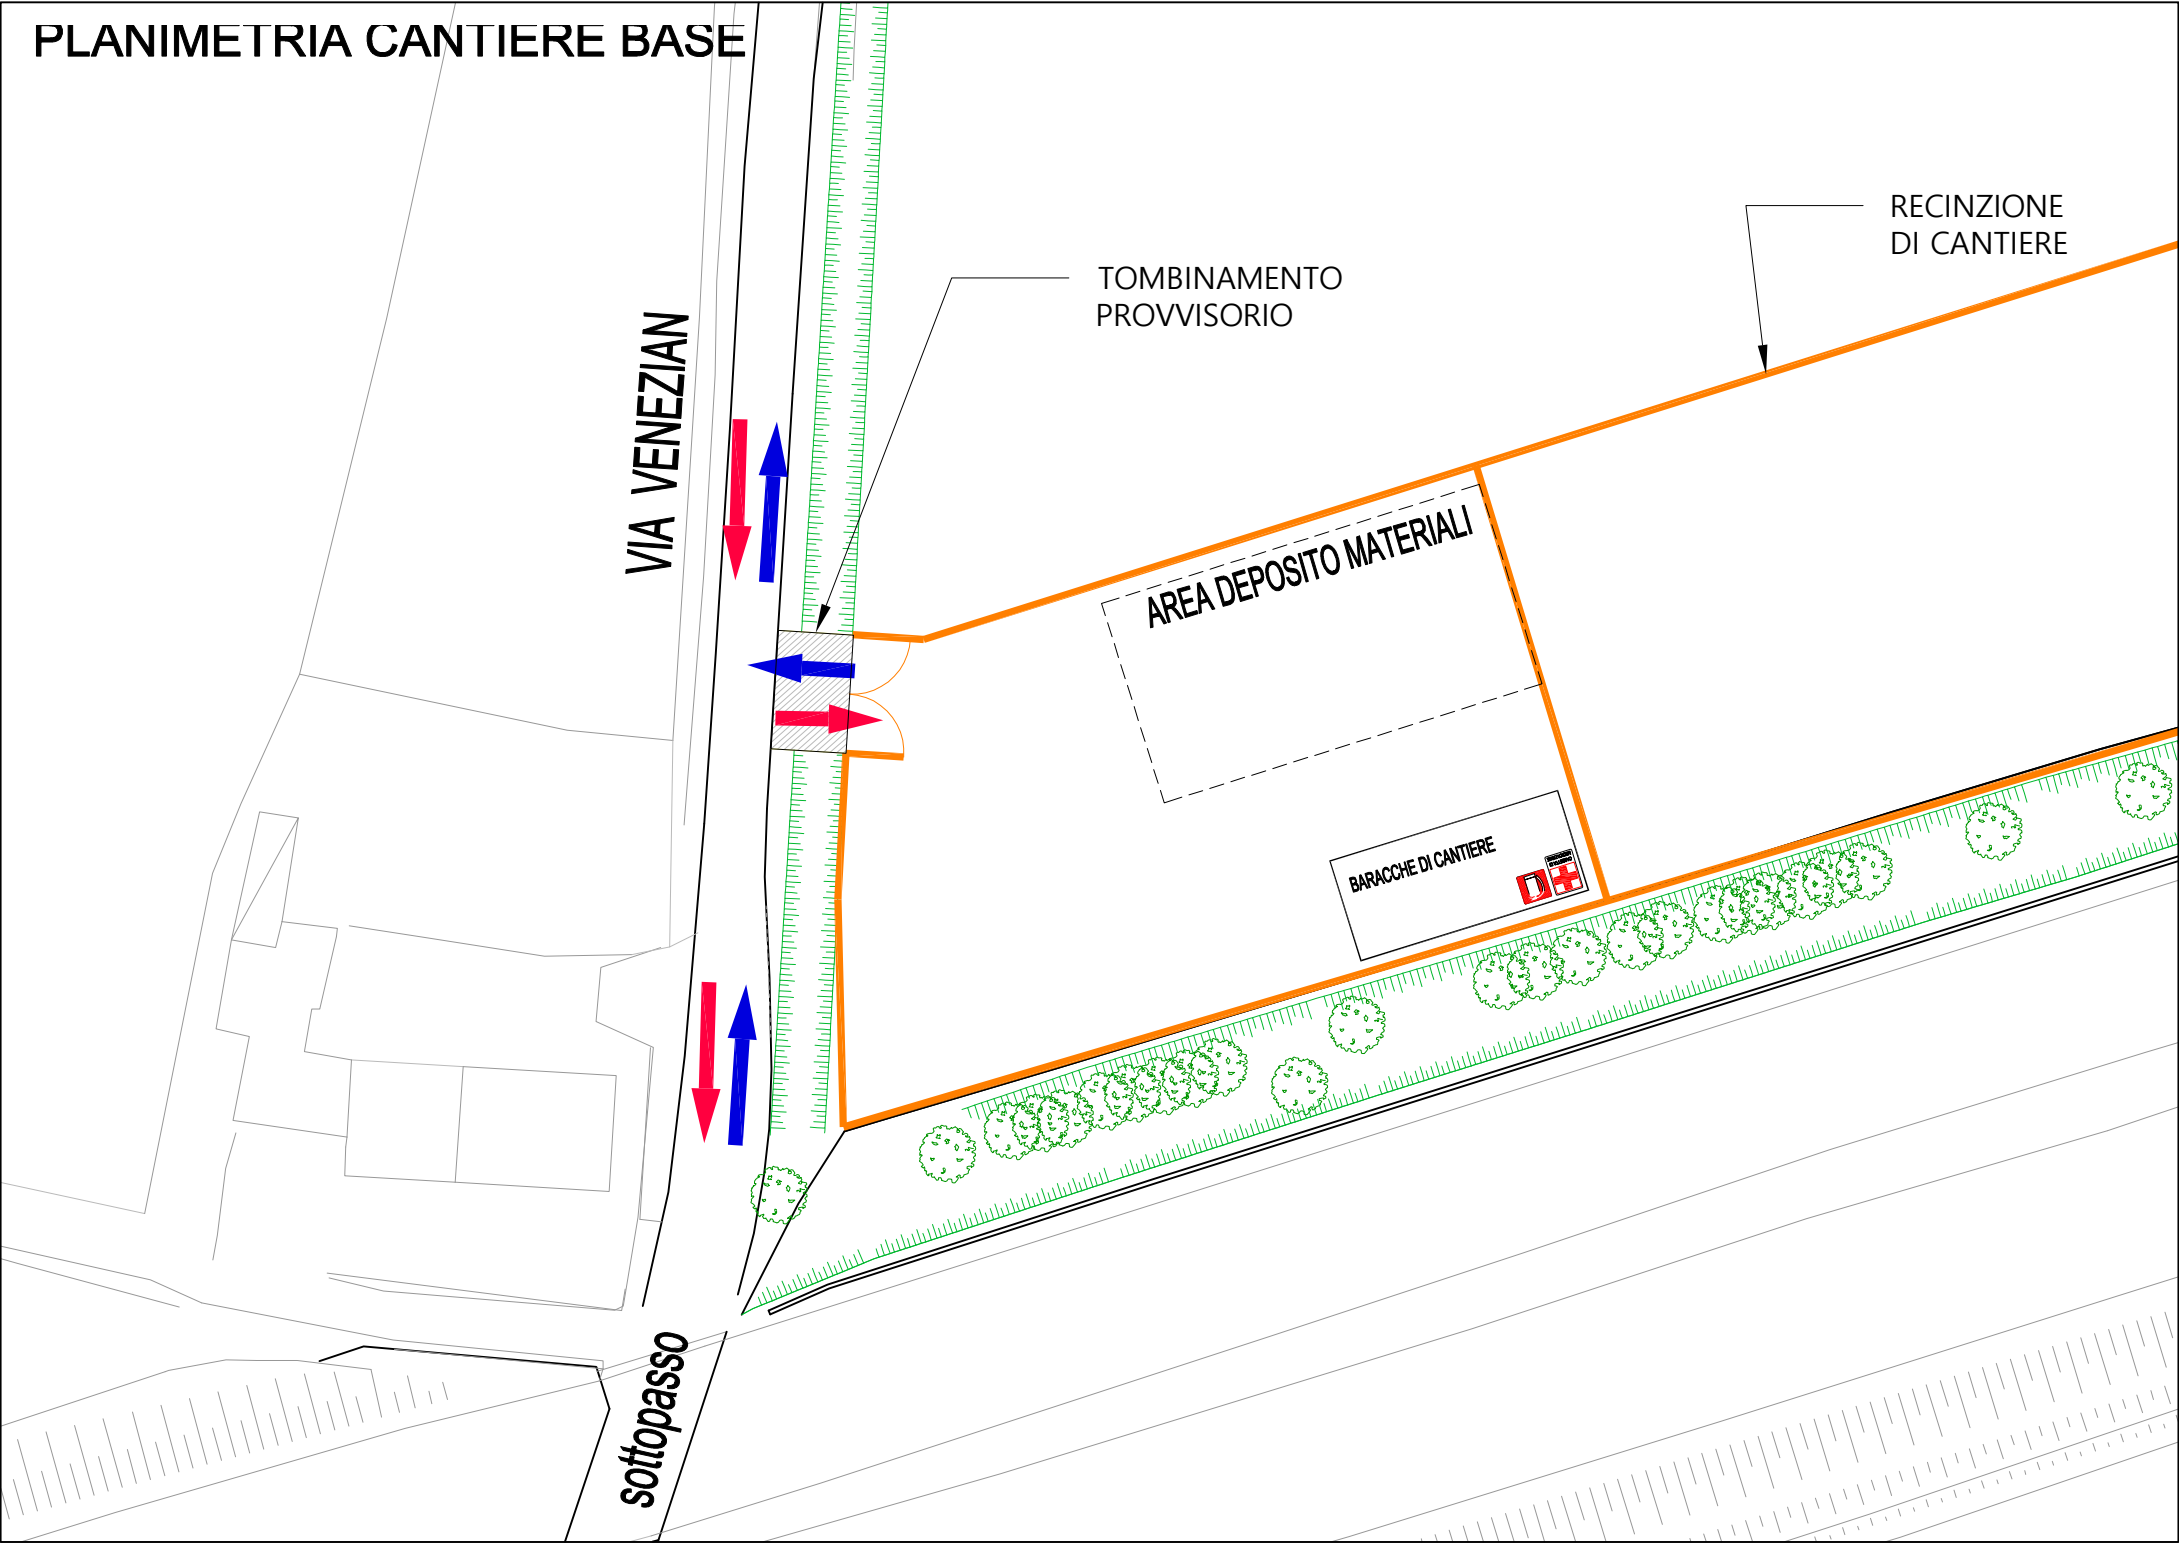 PLANIMETRIA CANTIERE BASE
RECINZIONE
DI CANTIERE
TOMBINAMENTO
PROVVISORIO
VIA VENEZIAN
AREA DEPOSITO MATERIALI
BARACCHE DI CANTIERE
sottopasso